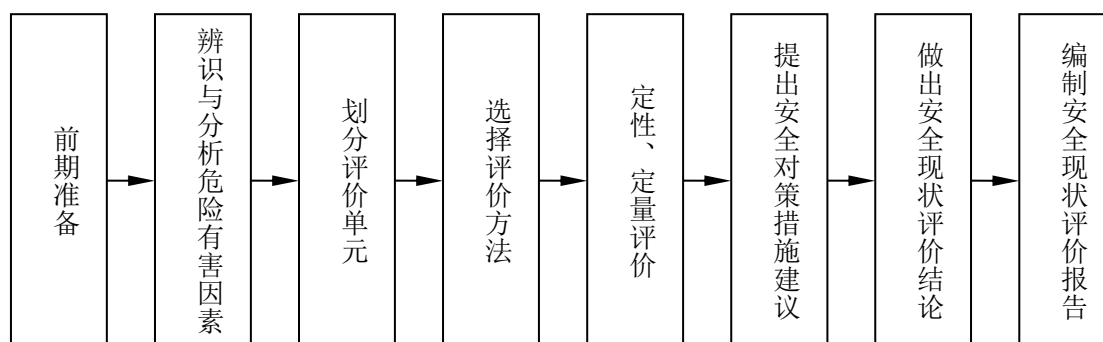 前期准备
辨识与分析危险有害因素
划分评价单元
选择评价方法
定性、定量评价
提出安全对策措施建议
做出安全现状评价结论
编制安全现状评价报告